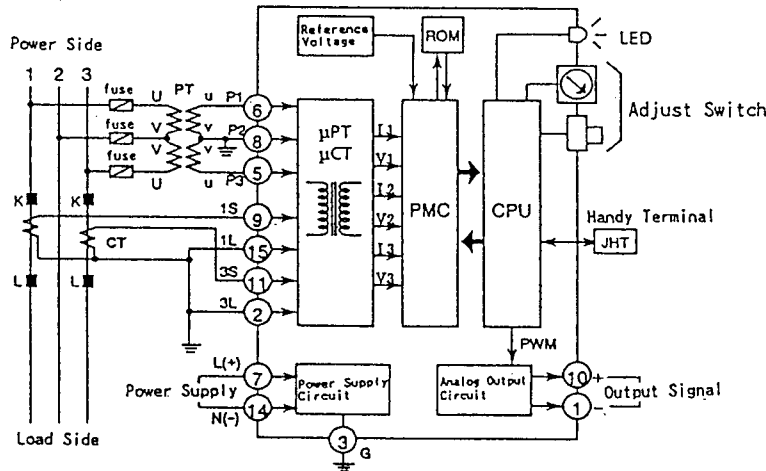 Power Side
1 2 3
fuse
fuse
fuse
U PT u P1
V v P2
V v
U u P3
6
8
5
K K
1S
9
1L
15
CT
3S
11
L L
3L
2
Reference
Voltage
ROM
LED
Adjust Switch
μPT
μCT
I1
V1
I2
V2
I3
V3
PMC
CPU
Handy Terminal
JHT
PWM
Power Supply
L(+)
7
N(-)
14
Power Supply
Circuit
3
G
Analog Output
Circuit
10 +
1 -
Output Signal
Load Side